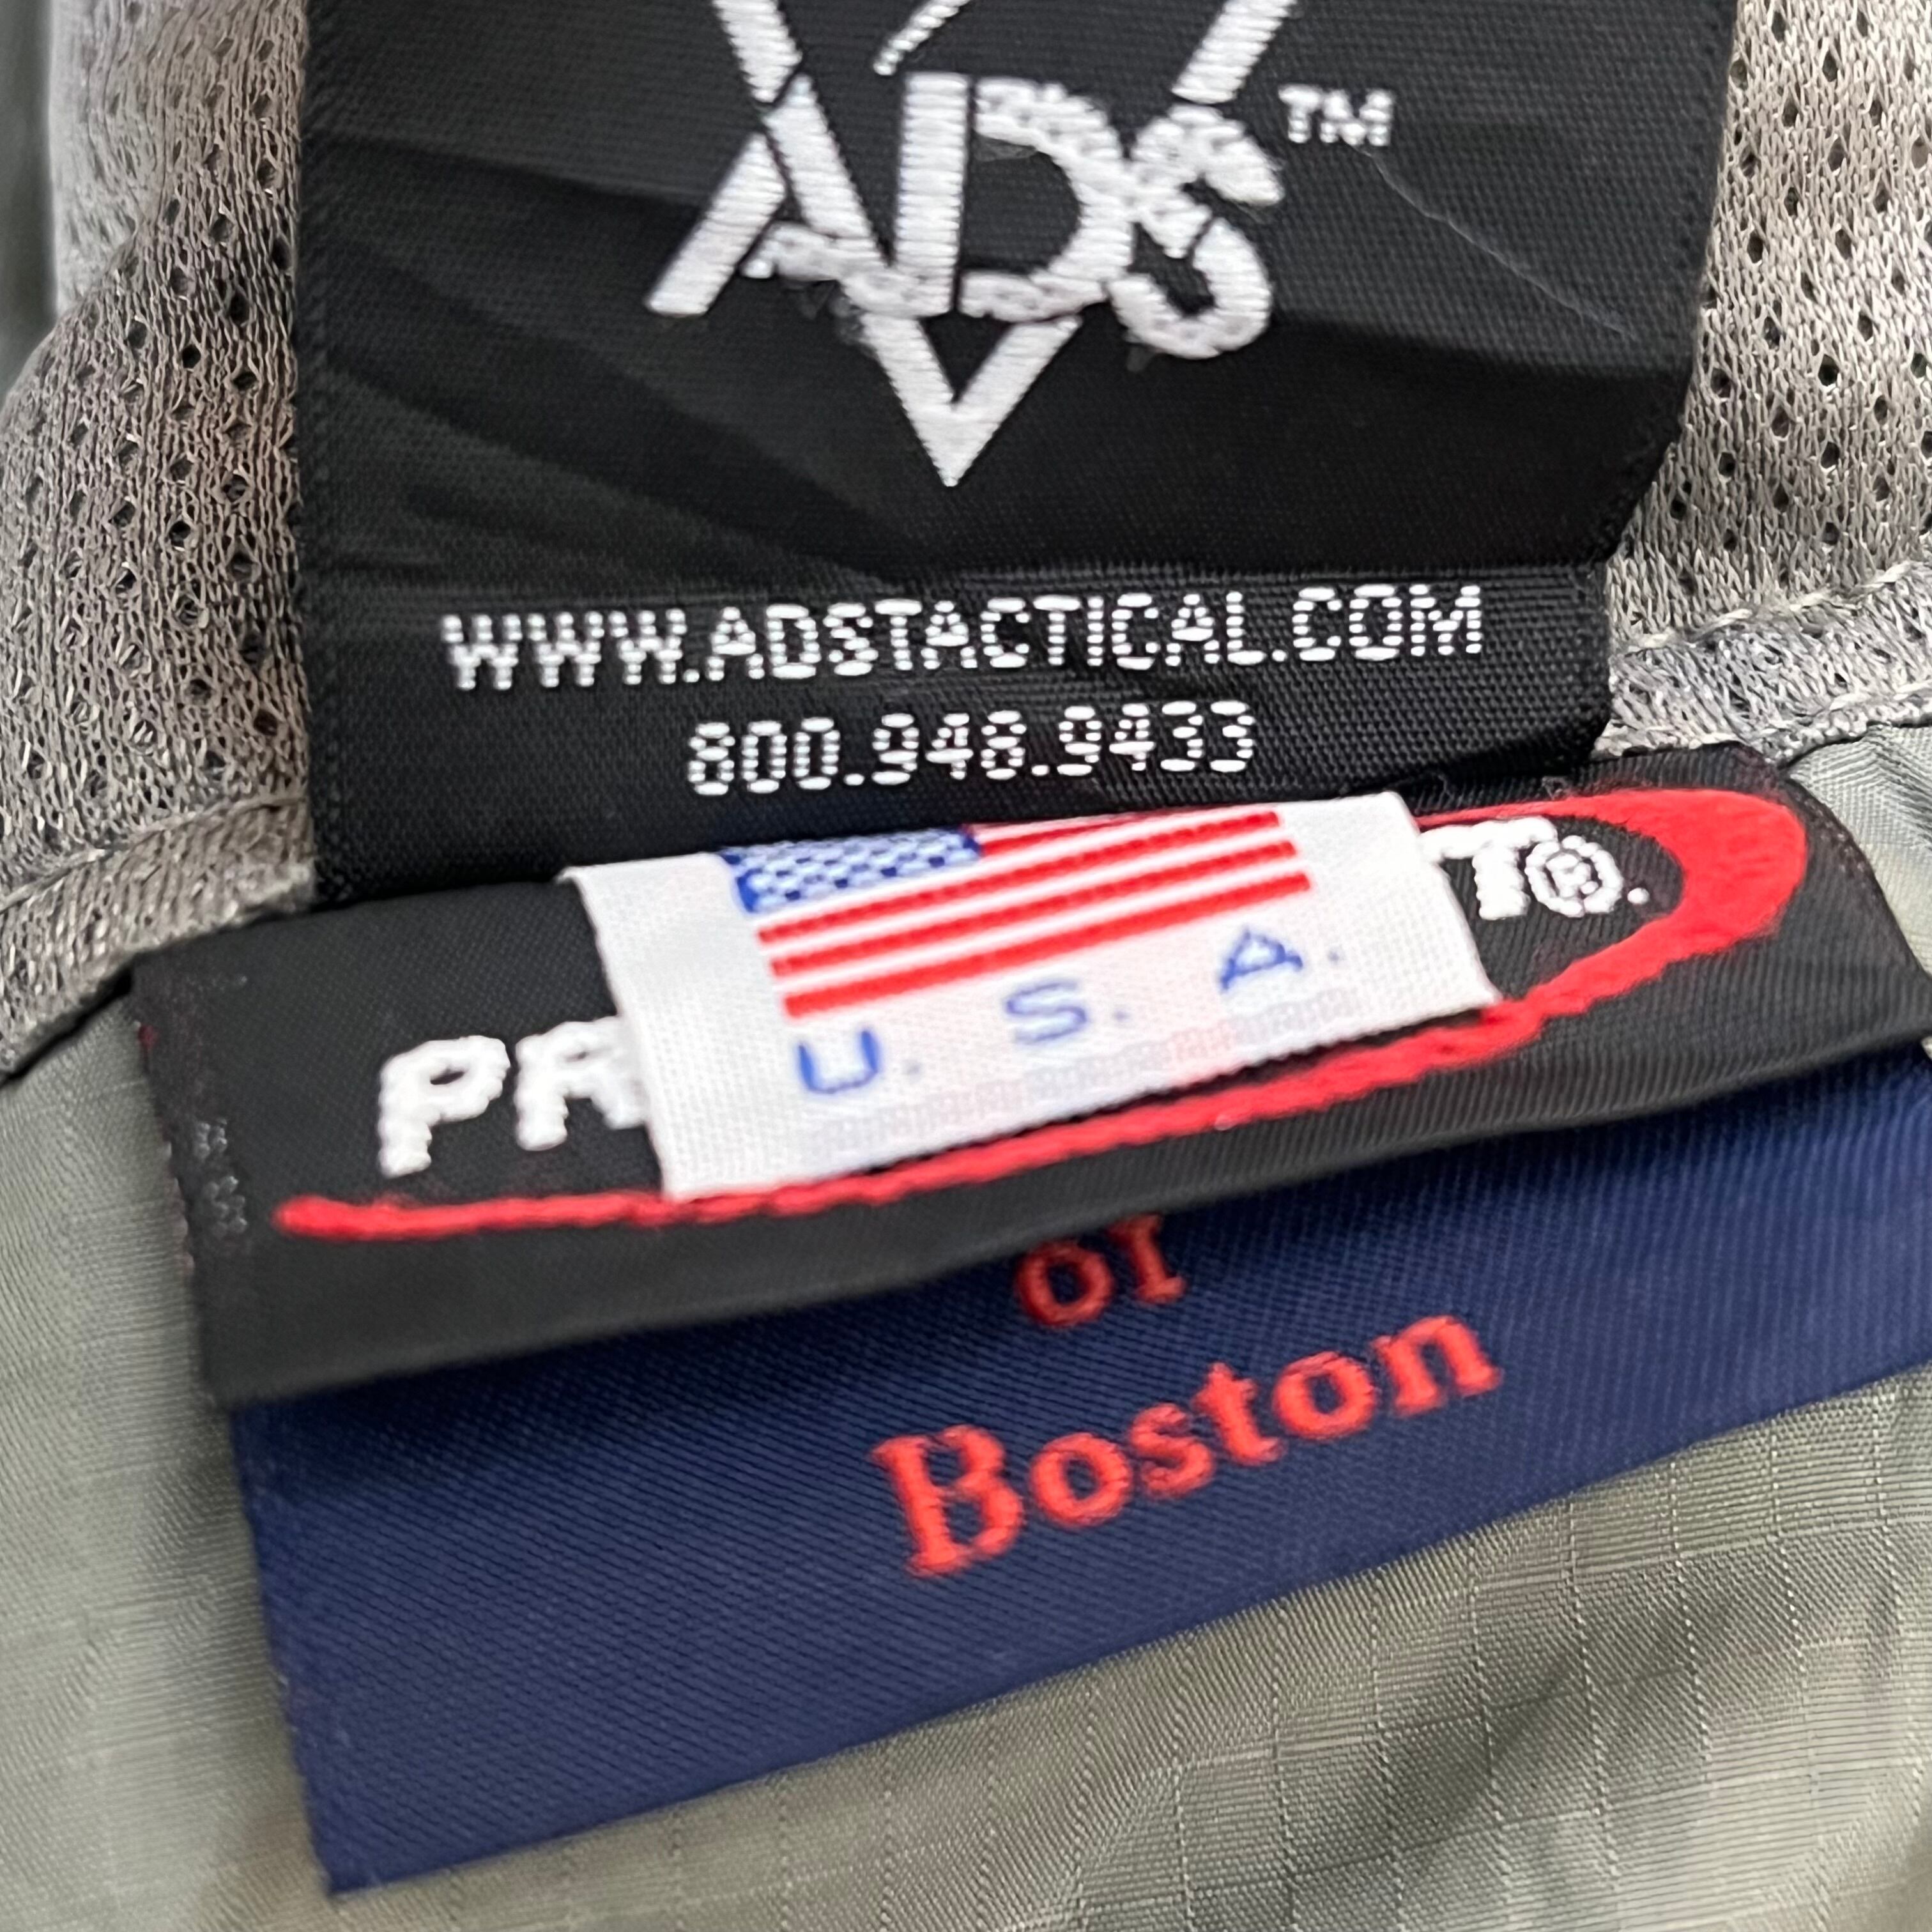 ADS™
WWW.ADSTACTICAL.COM
800.948.9433
U. S. A.
of
Boston